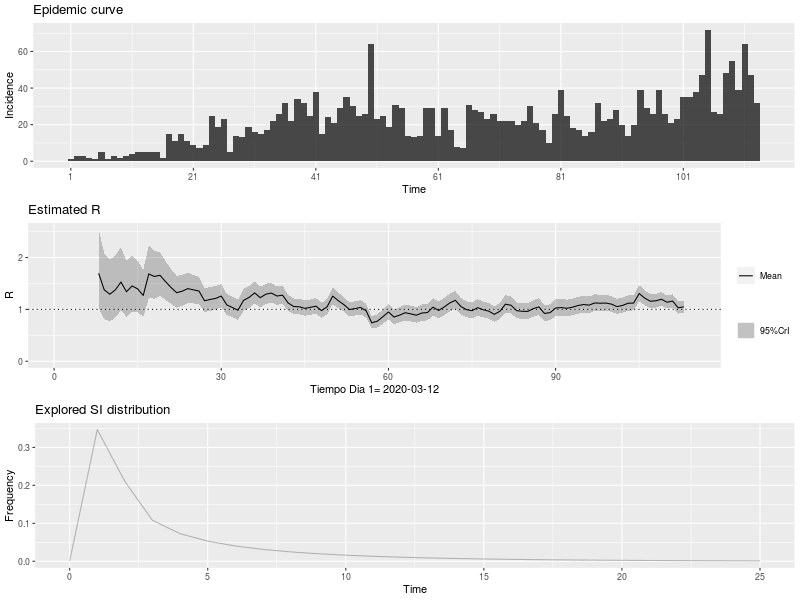 Epidemic curve
Incidence
60
40
20
0
1
21
41
61
81
101
Time
Estimated R
R
2
1
0
0
30
60
90
Tiempo Dia 1= 2020-03-12
Mean
95%CrI
Explored SI distribution
Frequency
0.3
0.2
0.1
0.0
0
5
10
15
20
25
Time